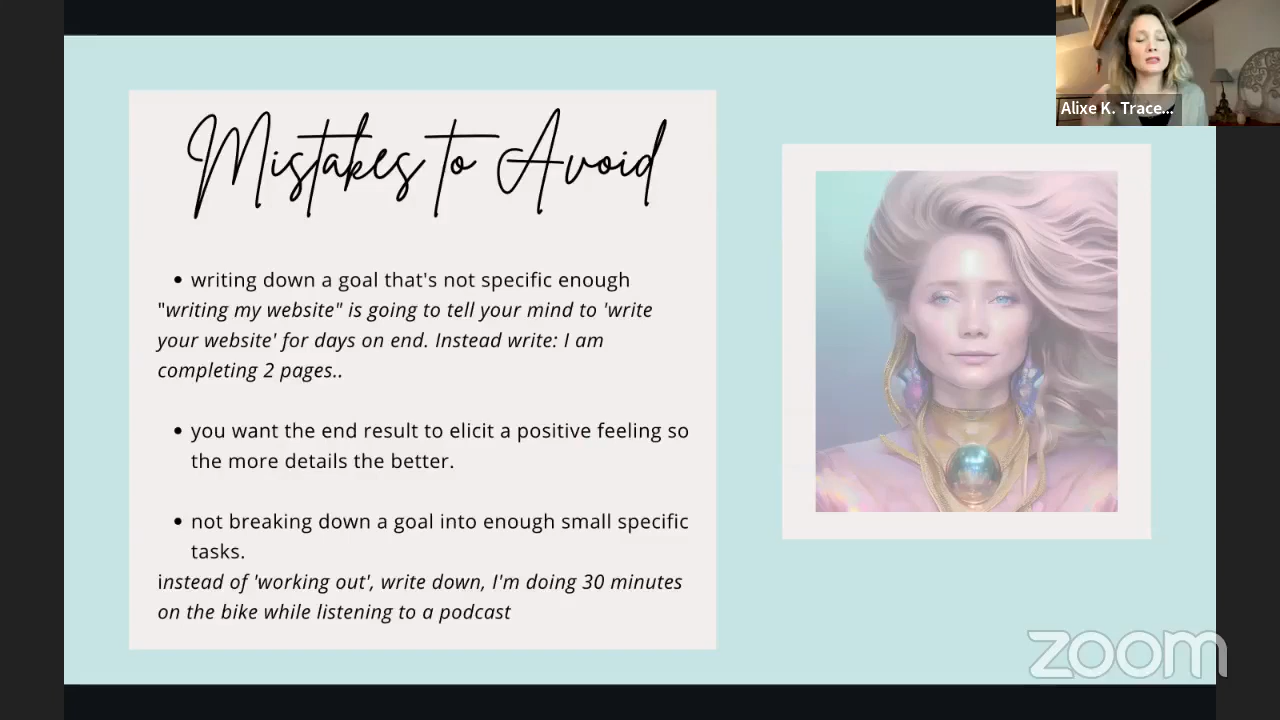 Alixe K. Trace...
Mistakes to Avoid
• writing down a goal that's not specific enough
"writing my website" is going to tell your mind to 'write
your website' for days on end. Instead write: I am
completing 2 pages..
• you want the end result to elicit a positive feeling so
the more details the better.
• not breaking down a goal into enough small specific
tasks.
instead of 'working out', write down, I'm doing 30 minutes
on the bike while listening to a podcast
zoom